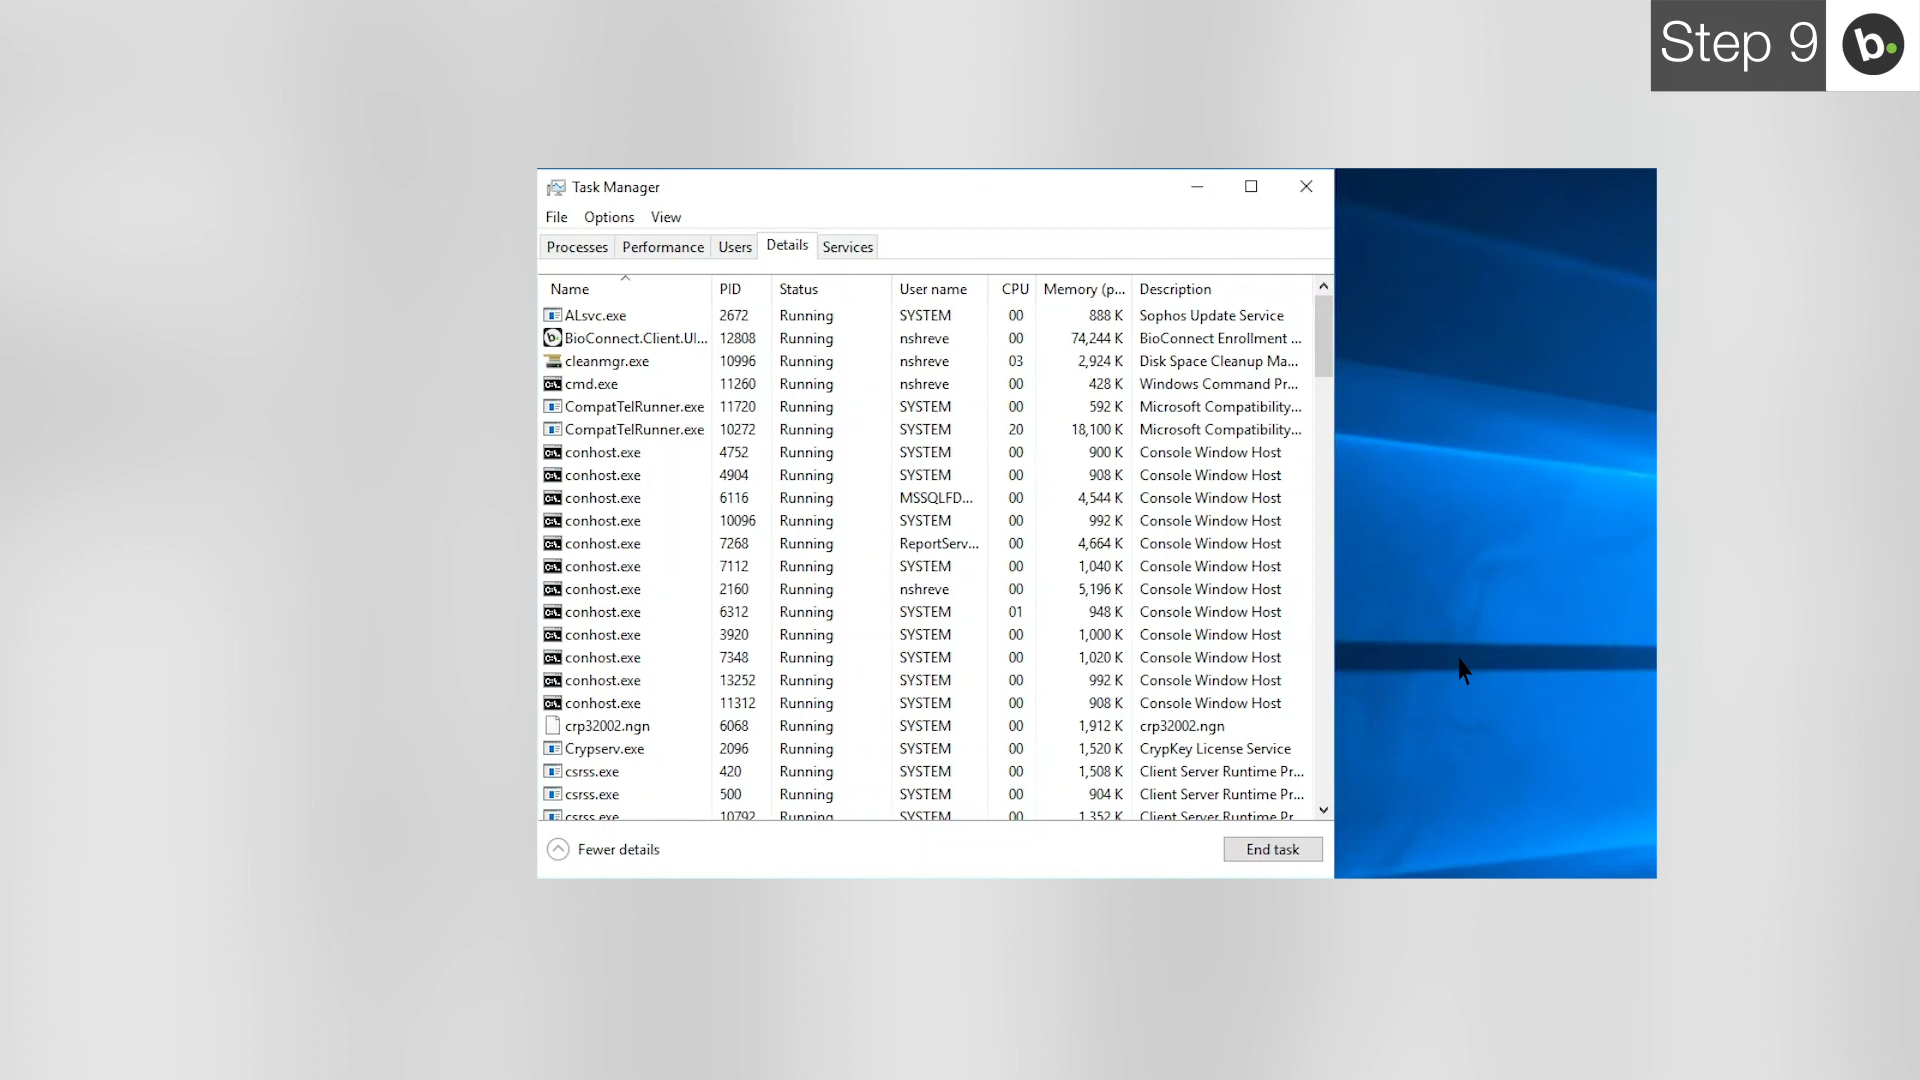 Step 9 b.
Task Manager
File Options View
Processes Performance Users Details Services
Name PID Status User name CPU Memory (p... Description
ALsvc.exe 2672 Running SYSTEM 00 888 K Sophos Update Service
BioConnect.Client.UI... 12808 Running nshreve 00 74,244 K BioConnect Enrollment ...
cleanmgr.exe 10996 Running nshreve 03 2,924 K Disk Space Cleanup Ma...
cmd.exe 11260 Running nshreve 00 428 K Windows Command Pr...
CompatTelRunner.exe 11720 Running SYSTEM 00 592 K Microsoft Compatibility...
CompatTelRunner.exe 10272 Running SYSTEM 20 18,100 K Microsoft Compatibility...
conhost.exe 4752 Running SYSTEM 00 900 K Console Window Host
conhost.exe 4904 Running SYSTEM 00 908 K Console Window Host
conhost.exe 6116 Running MSSQLFD... 00 4,544 K Console Window Host
conhost.exe 10096 Running SYSTEM 00 992 K Console Window Host
conhost.exe 7268 Running ReportServ... 00 4,664 K Console Window Host
conhost.exe 7112 Running SYSTEM 00 1,040 K Console Window Host
conhost.exe 2160 Running nshreve 00 5,196 K Console Window Host
conhost.exe 6312 Running SYSTEM 01 948 K Console Window Host
conhost.exe 3920 Running SYSTEM 00 1,000 K Console Window Host
conhost.exe 7348 Running SYSTEM 00 1,020 K Console Window Host
conhost.exe 13252 Running SYSTEM 00 992 K Console Window Host
conhost.exe 11312 Running SYSTEM 00 908 K Console Window Host
crp32002.ngn 6068 Running SYSTEM 00 1,912 K crp32002.ngn
Crypserv.exe 2096 Running SYSTEM 00 1,520 K CrypKey License Service
csrss.exe 420 Running SYSTEM 00 1,508 K Client Server Runtime Pr...
csrss.exe 500 Running SYSTEM 00 904 K Client Server Runtime Pr...
csrss.exe 10792 Running SYSTEM 00 1,352 K Client Server Runtime Pr
Fewer details End task